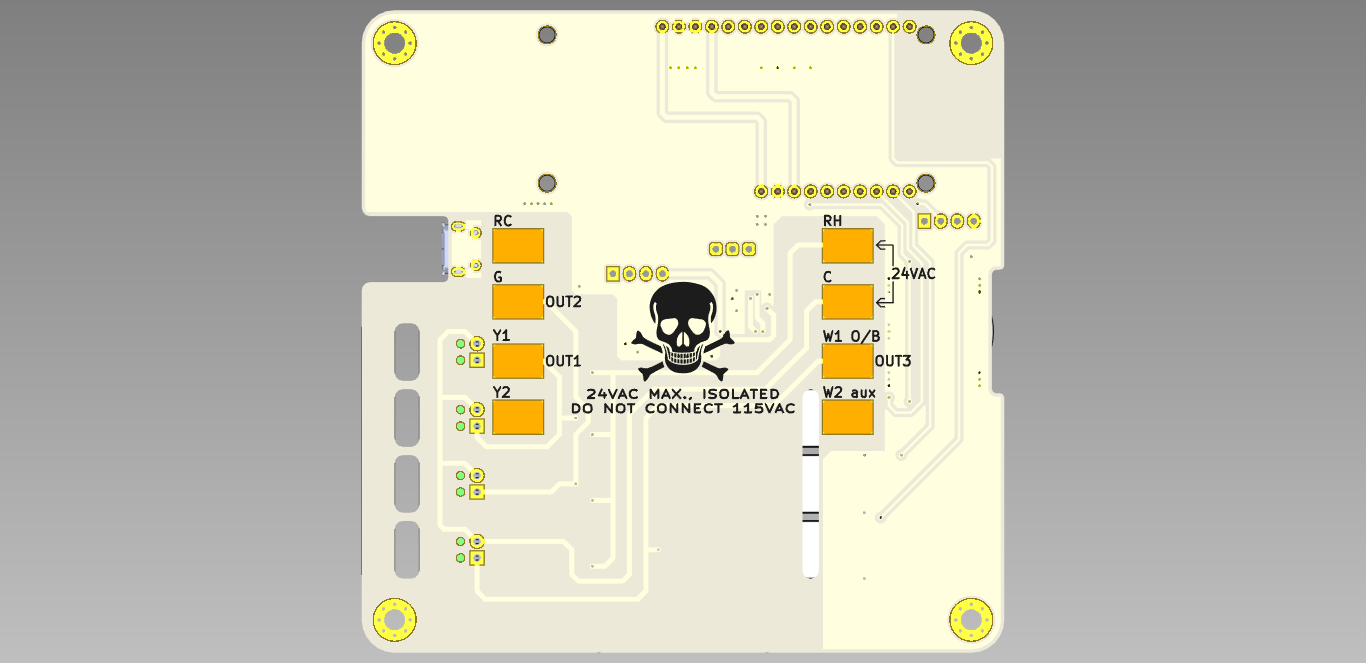 RC
RH
G
C
24VAC
OUT2
Y1
W1 O/B
OUT1
OUT3
Y2
W2 aux
24VAC MAX., ISOLATED
DO NOT CONNECT 115VAC